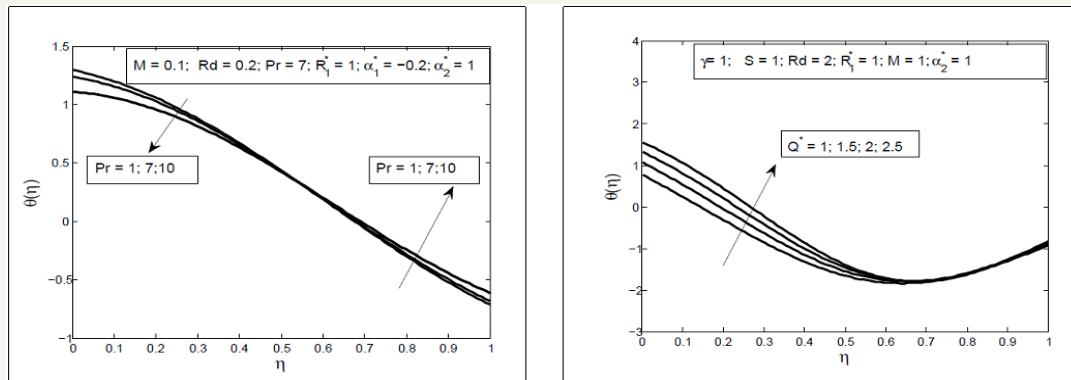 1.5
1
0.5
0
−0.5
−1
0 0.1 0.2 0.3 0.4 0.5 0.6 0.7 0.8 0.9 1
η
θ(η)
M = 0.1; Rd = 0.2; Pr = 7; R₁* = 1; α₁* = −0.2; α₂* = 1
Pr = 1; 7;10
Pr = 1; 7;10
4
3
2
1
0
−1
−2
−3
0 0.1 0.2 0.3 0.4 0.5 0.6 0.7 0.8 0.9 1
η
θ(η)
γ= 1; S = 1; Rd = 2; R₁* = 1; M = 1; α₂* = 1
Q* = 1; 1.5; 2; 2.5